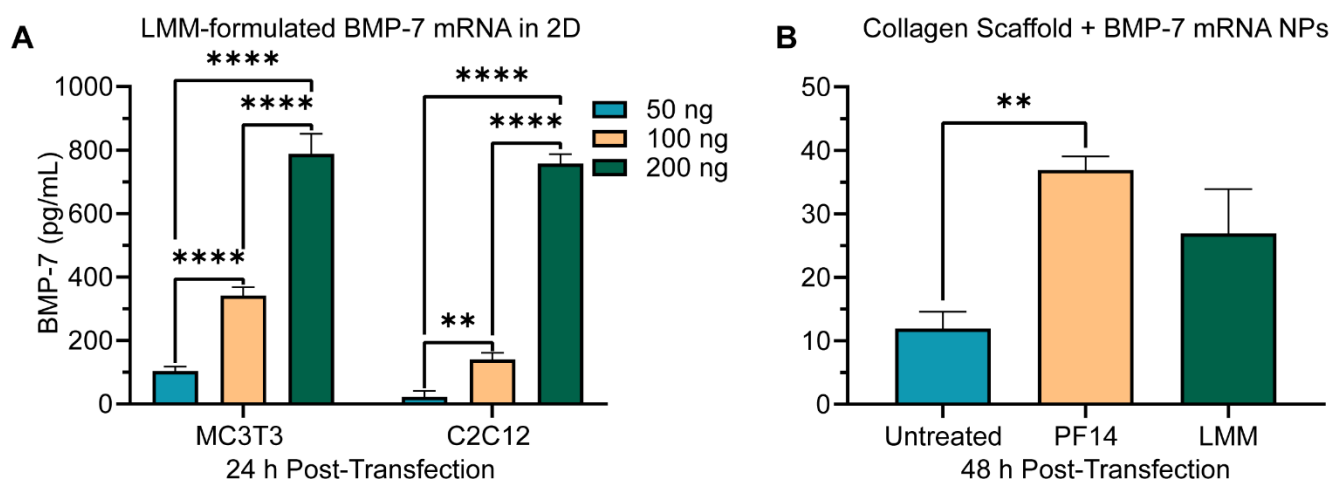 A
LMM-formulated BMP-7 mRNA in 2D
BMP-7 (pg/mL)
1000
800
600
400
200
0
****
****
****
****
****
**
50 ng
100 ng
200 ng
MC3T3
C2C12
24 h Post-Transfection
B
Collagen Scaffold + BMP-7 mRNA NPs
50
40
30
20
10
0
**
Untreated
PF14
LMM
48 h Post-Transfection